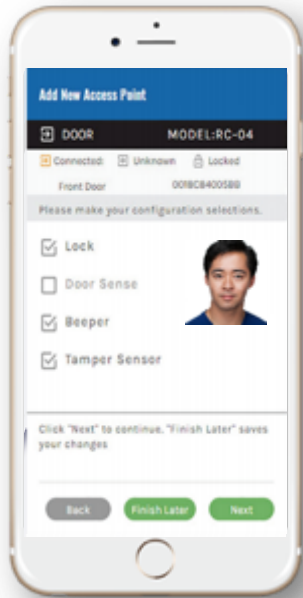 Add New Access Point
DOOR MODEL:RC-04
Connected Unknown Locked
Front Door 0018C84005BB
Please make your configuration selections.
Lock
Door Sense
Beeper
Tamper Sensor
Click "Next" to continue. "Finish Later" saves
your changes
Back Finish Later Next